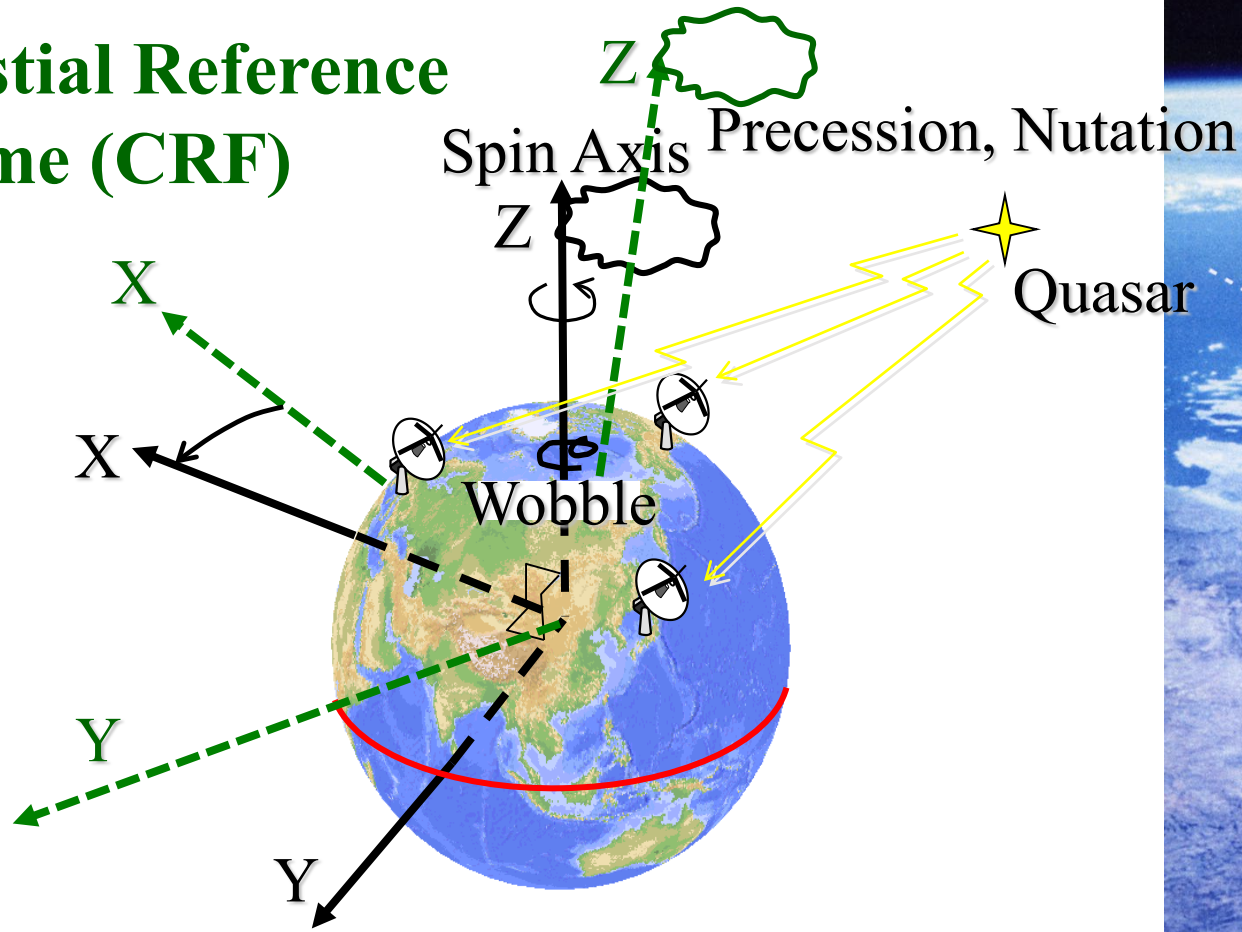 stial Reference
me (CRF)
Z
Precession, Nutation
Spin Axis
Z
X
Quasar
X
Wobble
Y
Y